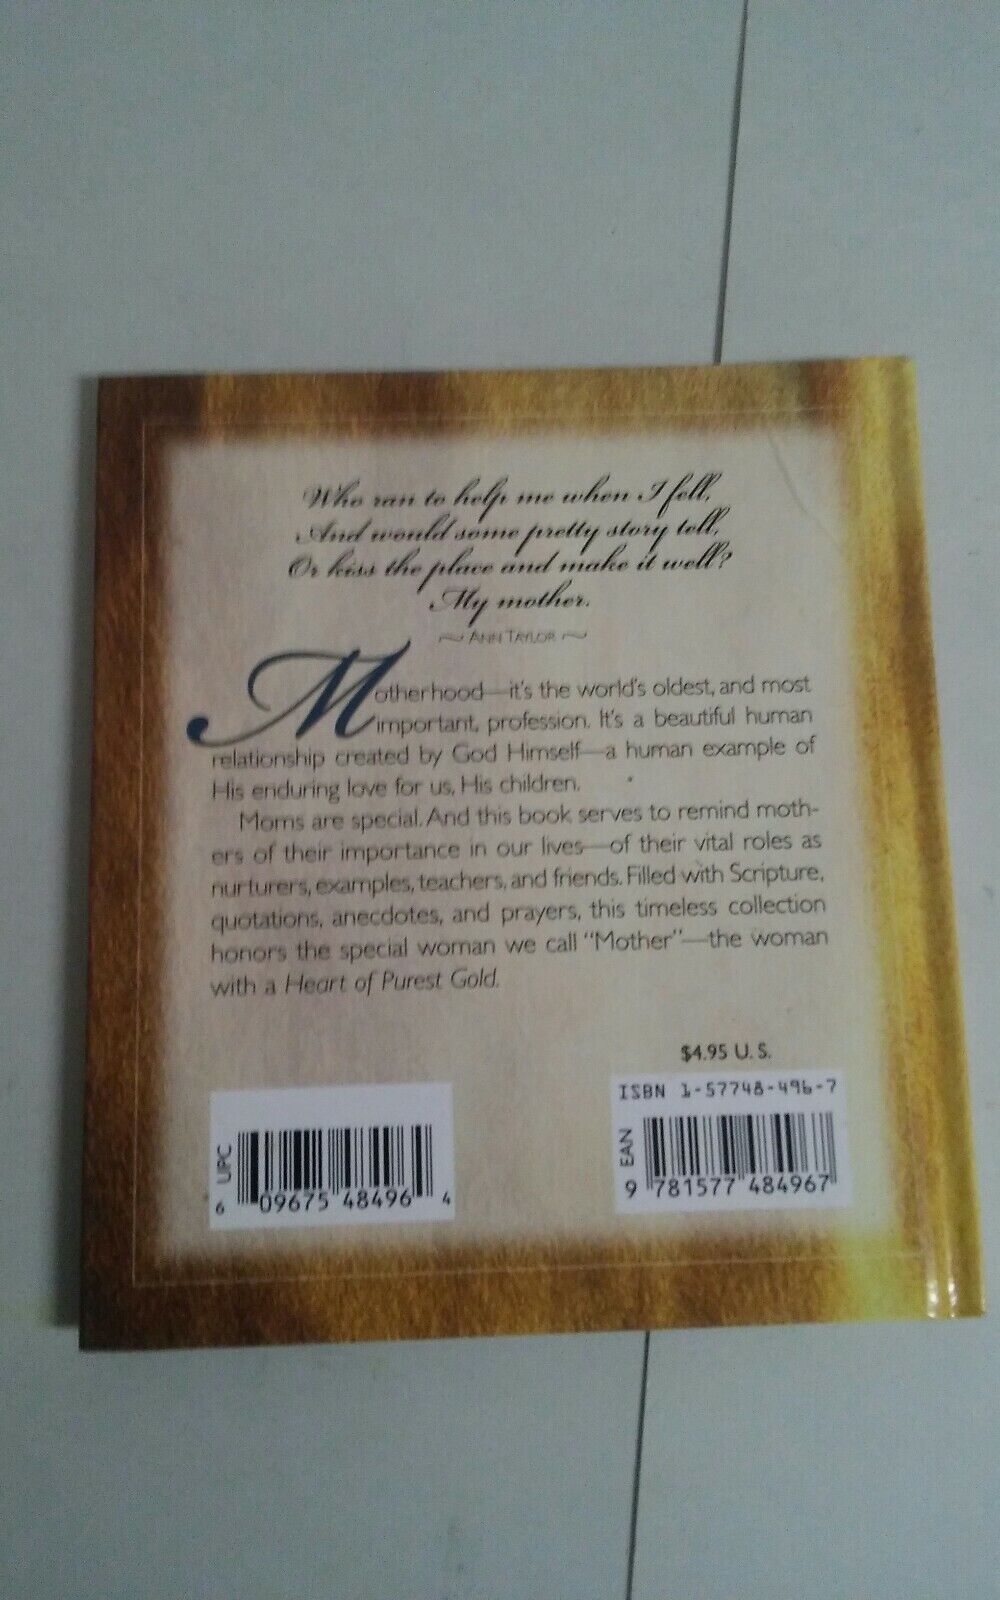 Who ran to help me when I fell,
And would some pretty story tell,
Or kiss the place and make it well?
My mother.
~ ANN TAYLOR ~
Motherhood—it's the world's oldest, and most
important, profession. It's a beautiful human
relationship created by God Himself—a human example of
His enduring love for us, His children.
Moms are special. And this book serves to remind moth-
ers of their importance in our lives—of their vital roles as
nurturers, examples, teachers, and friends. Filled with Scripture,
quotations, anecdotes, and prayers, this timeless collection
honors the special woman we call "Mother"—the woman
with a Heart of Purest Gold.
$4.95 U.S.
ISBN 1-57748-496-7
UPC
6 09675 48496 4
EAN
9 781577 484967